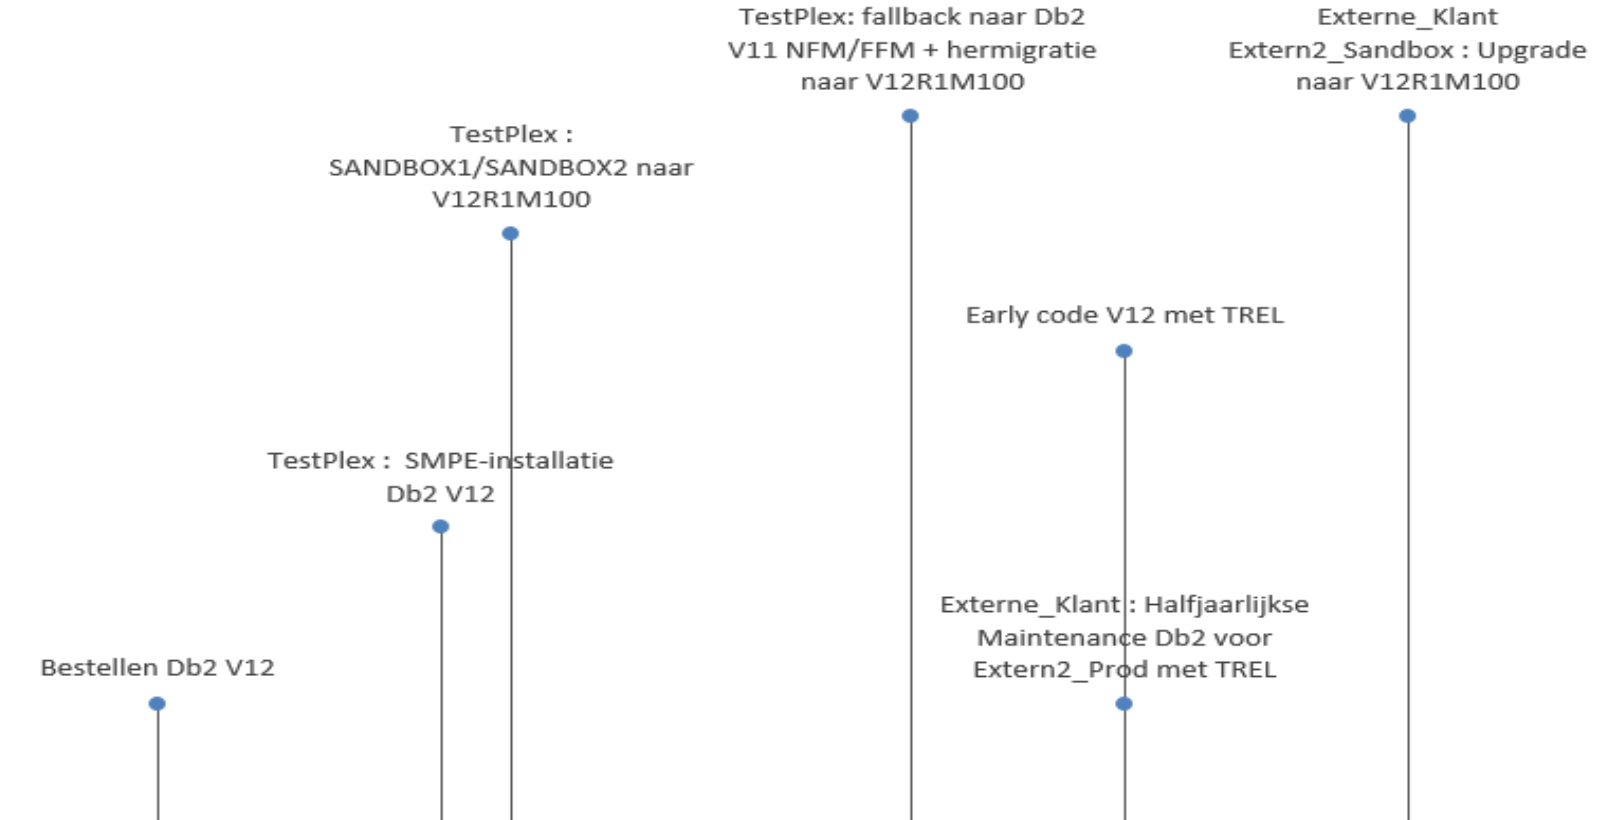 TestPlex: fallback naar Db2
V11 NFM/FFM + hermigratie
naar V12R1M100
Externe_Klant
Extern2_Sandbox : Upgrade
naar V12R1M100
TestPlex :
SANDBOX1/SANDBOX2 naar
V12R1M100
Early code V12 met TREL
TestPlex :  SMPE-installatie
Db2 V12
Externe_Klant : Halfjaarlijkse
Maintenance Db2 voor
Extern2_Prod met TREL
Bestellen Db2 V12